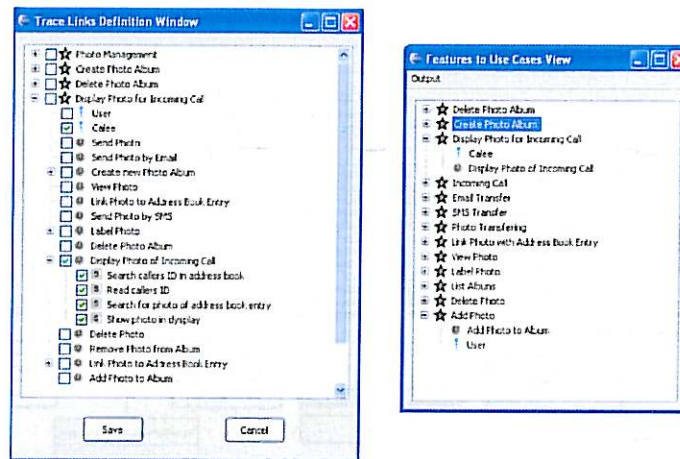 Trace Links Definition Window
Photo Management
Create Photo Album
Delete Photo Album
Display Photo for Incoming Call
User
Calee
Send Photo
Send Photo by Email
Create new Photo Album
View Photo
Link Photo to Address Book Entry
Send Photo by SMS
Label Photo
Delete Photo Album
Display Photo of Incoming Call
Search callers ID in address book
Read callers ID
Search for photo of address book entry
Show photo in dysplay
Delete Photo
Remove Photo from Album
Link Photo to Address Book Entry
Add Photo to Album
Save
Cancel
Features to Use Cases View
Output
Delete Photo Album
Create Photo Album
Display Photo for Incoming Call
Calee
Display Photo of Incoming Call
Incoming Call
Email Transfer
SMS Transfer
Photo Transfering
Link Photo with Address Book Entry
View Photo
Label Photo
List Albums
Delete Photo
Add Photo
Add Photo to Album
User